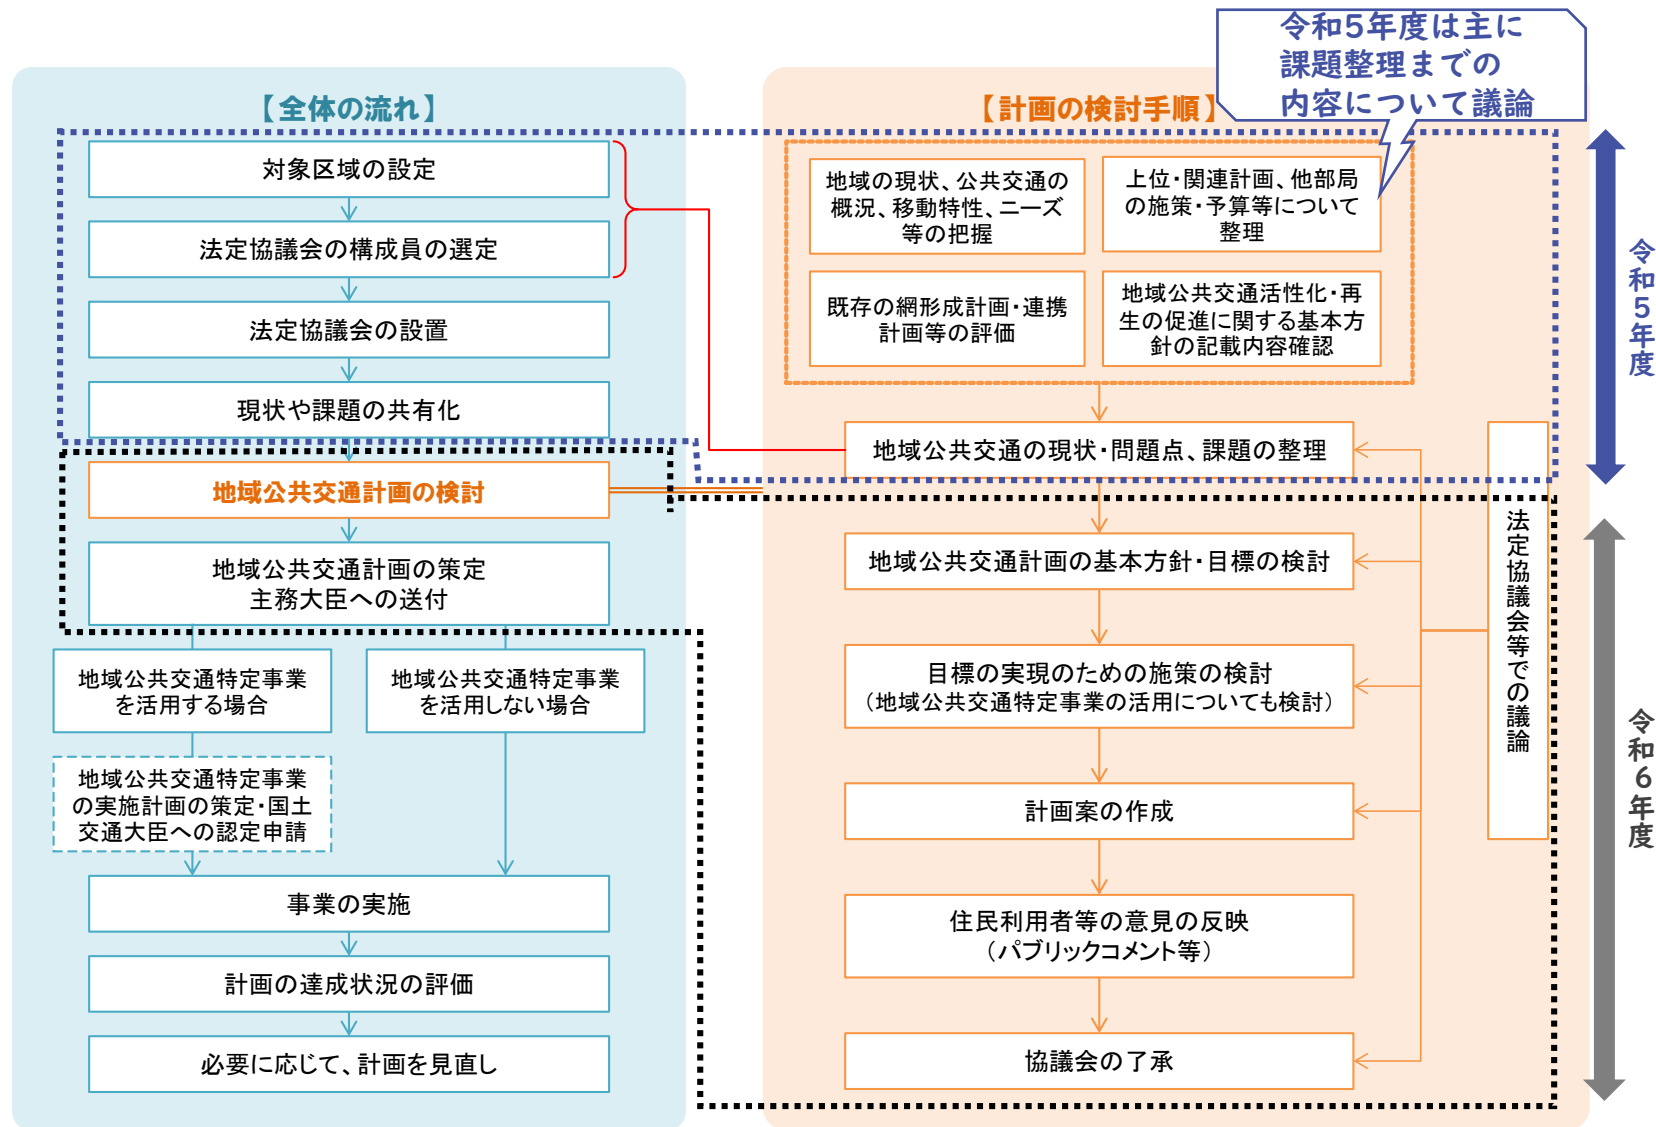 令和5年度は主に
課題整理までの
内容について議論
【全体の流れ】
対象区域の設定
法定協議会の構成員の選定
法定協議会の設置
現状や課題の共有化
地域公共交通計画の検討
地域公共交通計画の策定
主務大臣への送付
地域公共交通特定事業
を活用する場合
地域公共交通特定事業
を活用しない場合
地域公共交通特定事業
の実施計画の策定・国土
交通大臣への認定申請
事業の実施
計画の達成状況の評価
必要に応じて、計画を見直し
【計画の検討手順】
地域の現状、公共交通の
概況、移動特性、ニーズ
等の把握
上位・関連計画、他部局
の施策・予算等について
整理
既存の網形成計画・連携
計画等の評価
地域公共交通活性化・再
生の促進に関する基本方
針の記載内容確認
地域公共交通の現状・問題点、課題の整理
地域公共交通計画の基本方針・目標の検討
目標の実現のための施策の検討
（地域公共交通特定事業の活用についても検討）
計画案の作成
住民利用者等の意見の反映
（パブリックコメント等）
協議会の了承
法定協議会等での議論
令和5年度
令和6年度